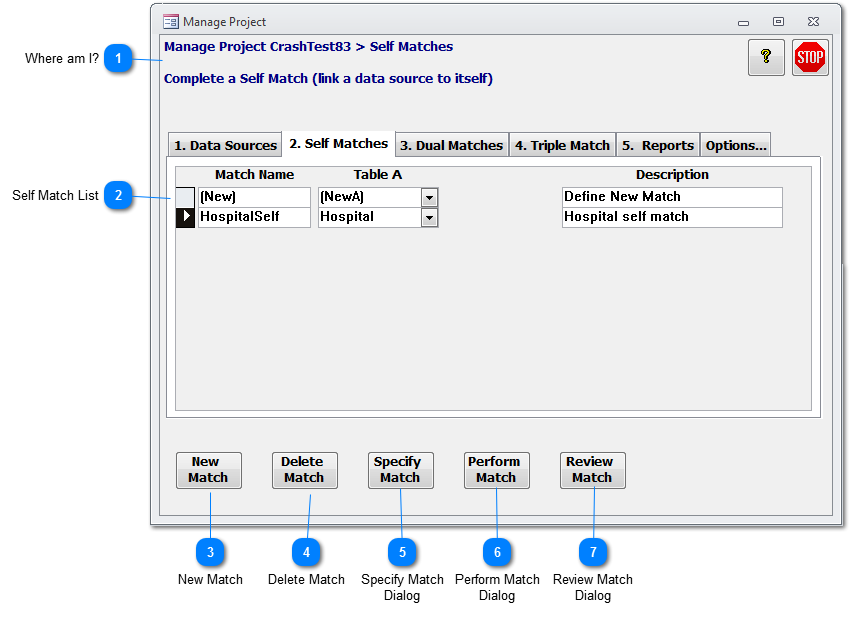 Manage Project
Manage Project CrashTest83 > Self Matches
?
STOP
Where am I?
1
Complete a Self Match (link a data source to itself)
1. Data Sources
2. Self Matches
3. Dual Matches
4. Triple Match
5. Reports
Options...
Match Name
Table A
Description
Self Match List
2
(New)
(NewA)
Define New Match
HospitalSelf
Hospital
Hospital self match
New
Match
Delete
Match
Specify
Match
Perform
Match
Review
Match
3
4
5
6
7
New Match
Delete Match
Specify Match
Dialog
Perform Match
Dialog
Review Match
Dialog